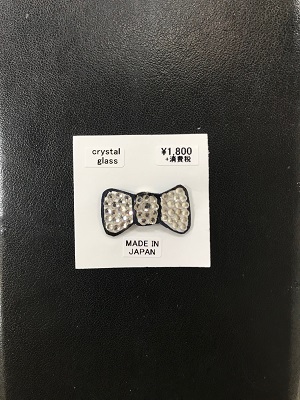 crystal
glass
¥1,800
+消費税
MADE IN
JAPAN